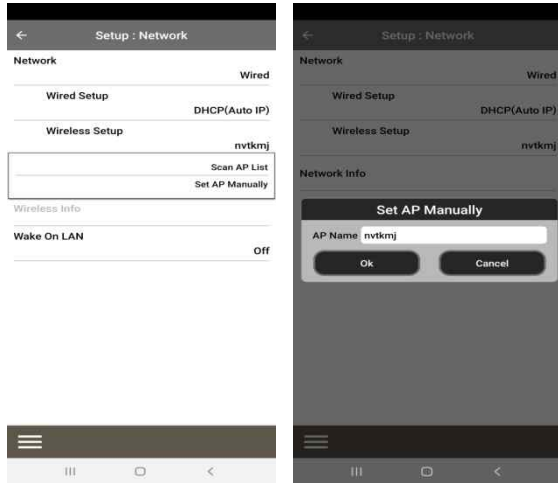 Setup : Network
Network
Wired
Wired Setup
DHCP(Auto IP)
Wireless Setup
nvtkmj
Scan AP List
Set AP Manually
Wireless Info
Wake On LAN
Off
Setup : Network
Network
Wired
Wired Setup
DHCP(Auto IP)
Wireless Setup
nvtkmj
Network Info
Set AP Manually
AP Name nvtkmj
Ok Cancel